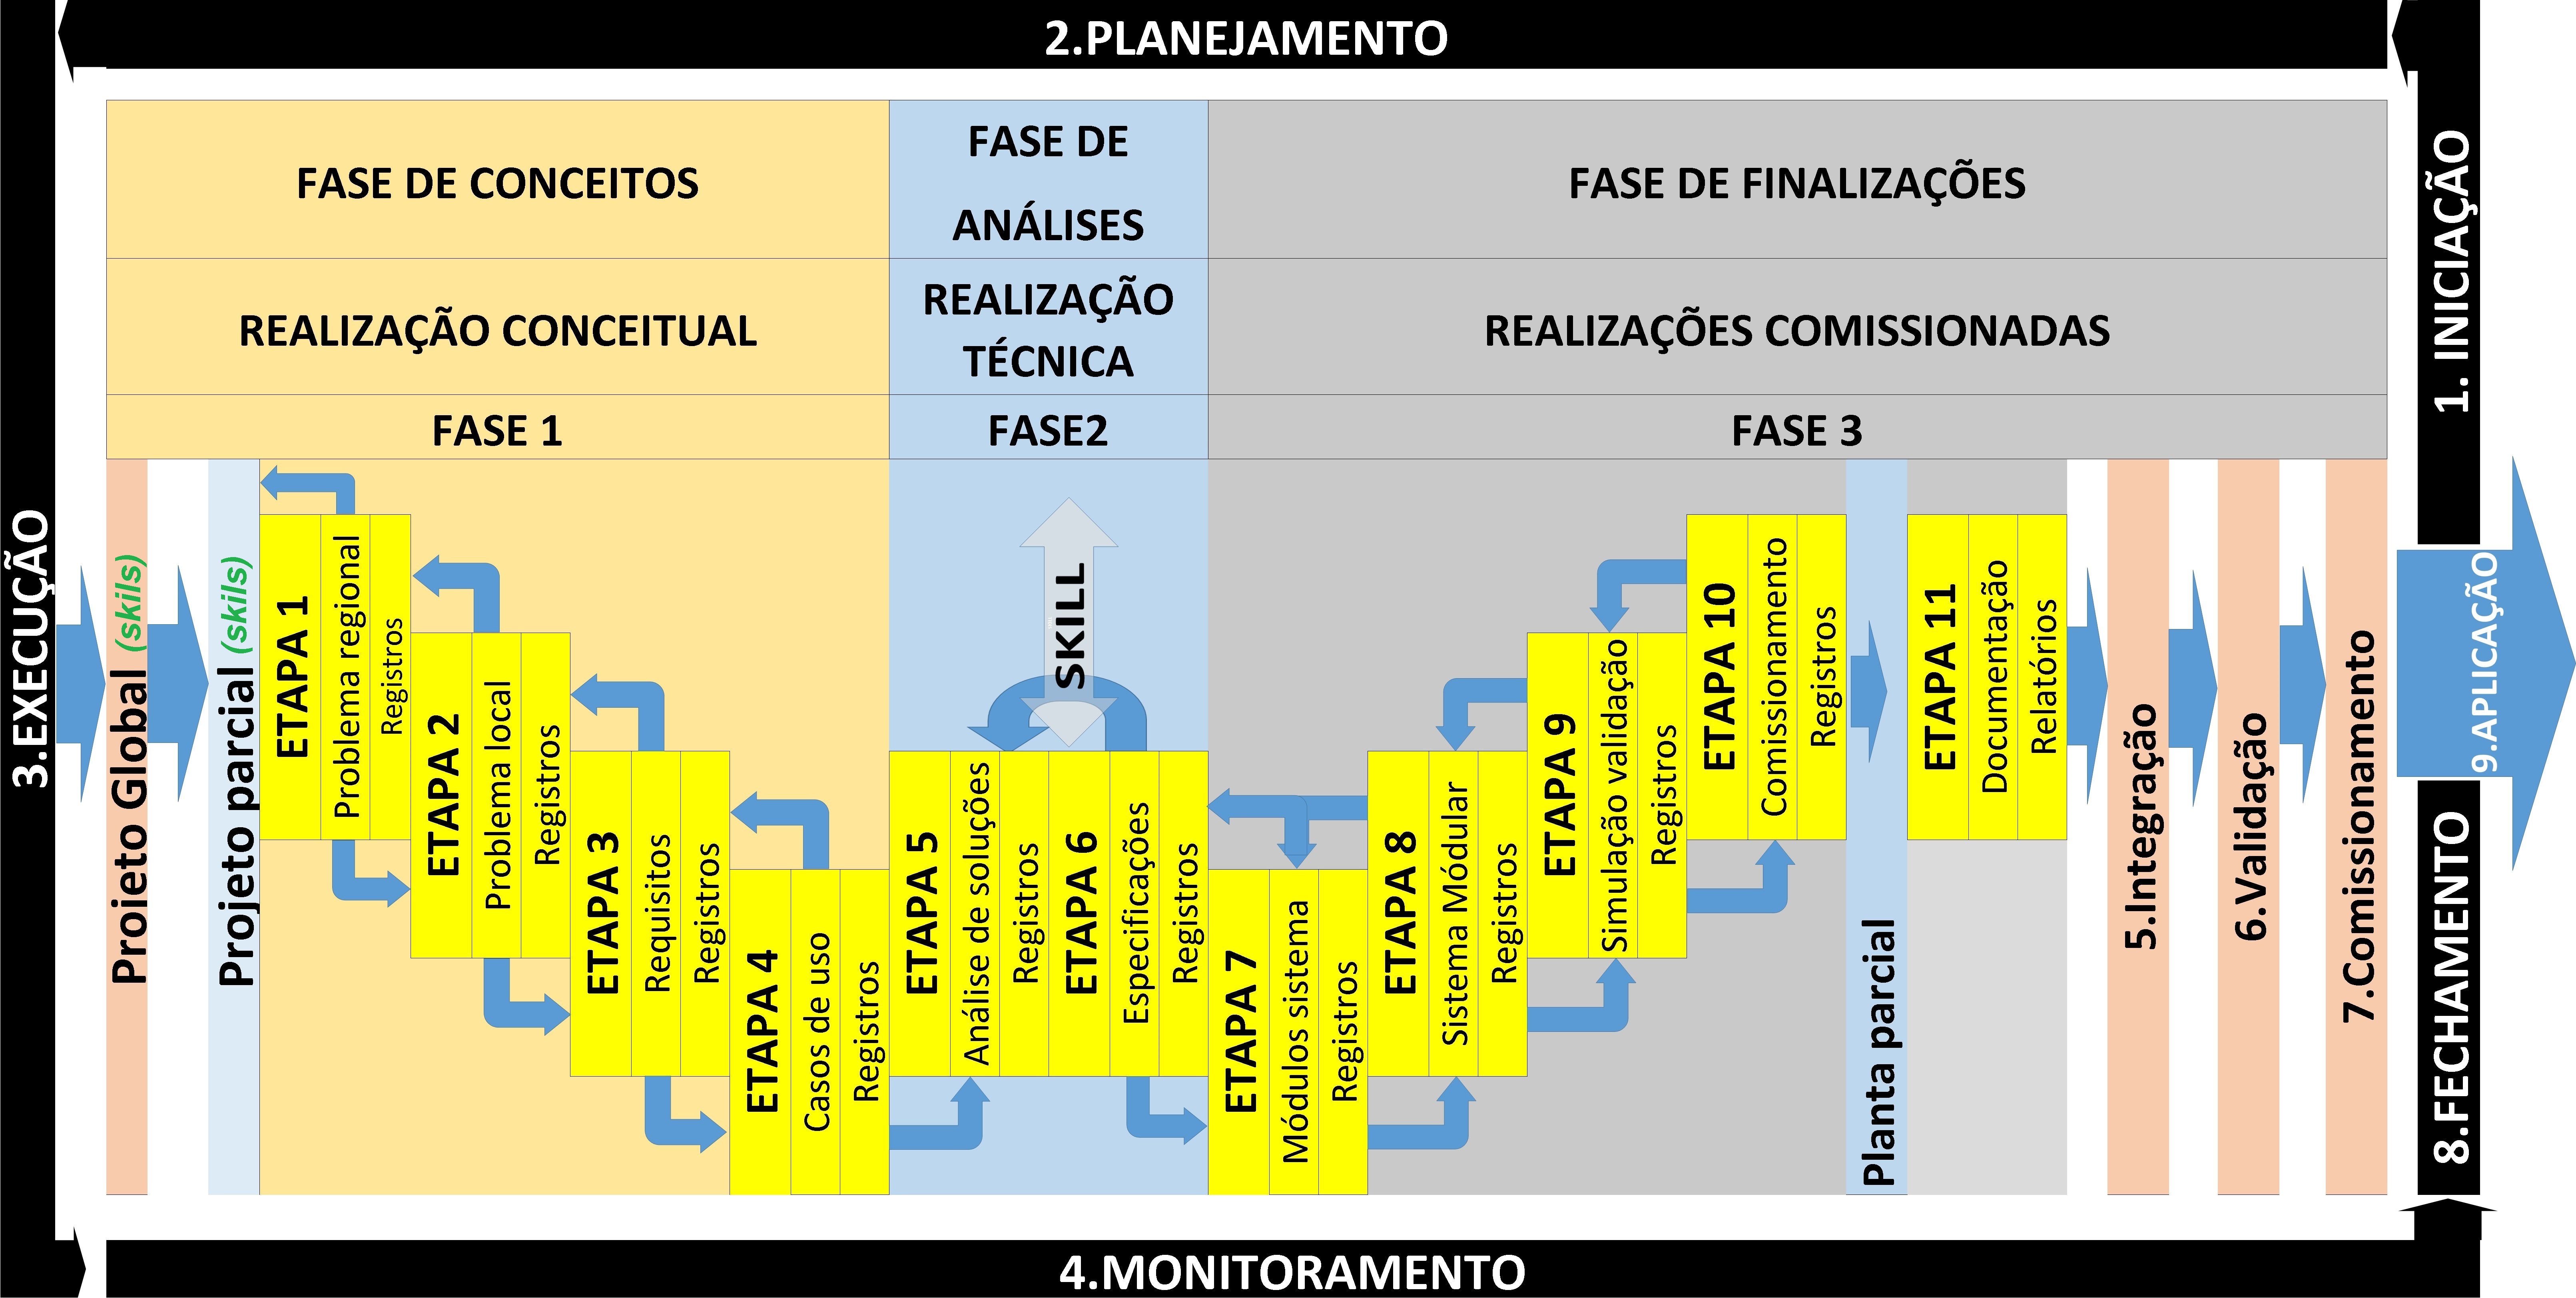 2.PLANEJAMENTO
FASE DE CONCEITOS
FASE DE
ANÁLISES
FASE DE FINALIZAÇÕES
REALIZAÇÃO CONCEITUAL
REALIZAÇÃO
TÉCNICA
REALIZAÇÕES COMISSIONADAS
FASE 1
FASE2
FASE 3
3.EXECUÇÃO
Proieto Global (skils)
Projeto parcial (skils)
ETAPA 1
Problema regional
Registros
ETAPA 2
Problema local
Registros
ETAPA 3
Requisitos
Registros
ETAPA 4
Casos de uso
Registros
SKILL
ETAPA 5
Análise de soluções
Registros
ETAPA 6
Especificações
Registros
ETAPA 7
Módulos sistema
Registros
ETAPA 8
Sistema Módular
Registros
ETAPA 9
Simulação validação
Registros
ETAPA 10
Comissionamento
Registros
Planta parcial
ETAPA 11
Documentação
Relatórios
5.Integração
6.Validação
7.Comissionamento
1. INICIAÇÃO
9.APLICAÇÃO
8.FECHAMENTO
4.MONITORAMENTO